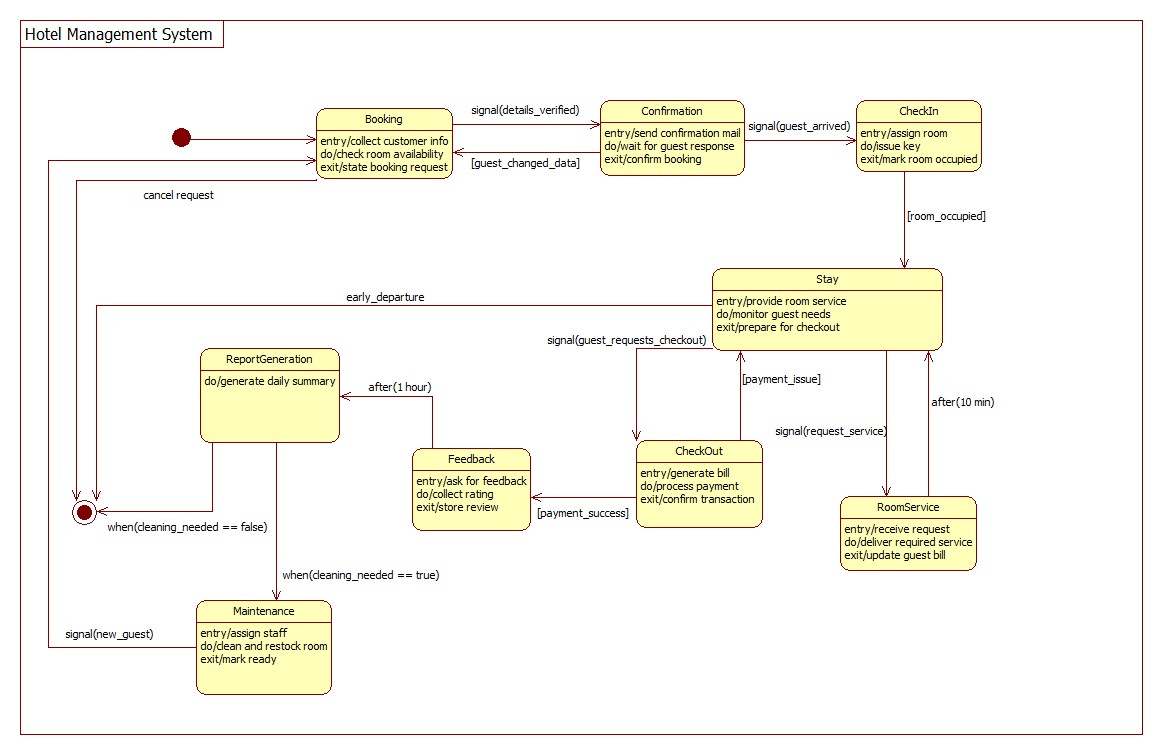 Hotel Management System
Booking
entry/collect customer info
do/check room availability
exit/state booking request
signal(details_verified)
[guest_changed_data]
Confirmation
entry/send confirmation mail
do/wait for guest response
exit/confirm booking
signal(guest_arrived)
CheckIn
entry/assign room
do/issue key
exit/mark room occupied
cancel request
[room_occupied]
Stay
entry/provide room service
do/monitor guest needs
exit/prepare for checkout
early_departure
signal(guest_requests_checkout)
[payment_issue]
after(10 min)
signal(request_service)
ReportGeneration
do/generate daily summary
after(1 hour)
Feedback
entry/ask for feedback
do/collect rating
exit/store review
CheckOut
entry/generate bill
do/process payment
exit/confirm transaction
[payment_success]
RoomService
entry/receive request
do/deliver required service
exit/update guest bill
when(cleaning_needed == false)
when(cleaning_needed == true)
Maintenance
entry/assign staff
do/clean and restock room
exit/mark ready
signal(new_guest)